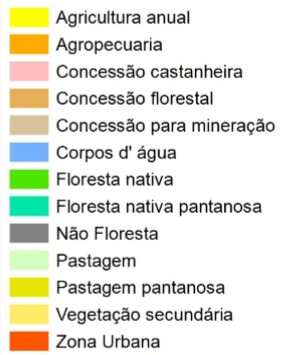 Agricultura anual
Agropecuaria
Concessão castanheira
Concessão florestal
Concessão para mineração
Corpos d' água
Floresta nativa
Floresta nativa pantanosa
Não Floresta
Pastagem
Pastagem pantanosa
Vegetação secundária
Zona Urbana